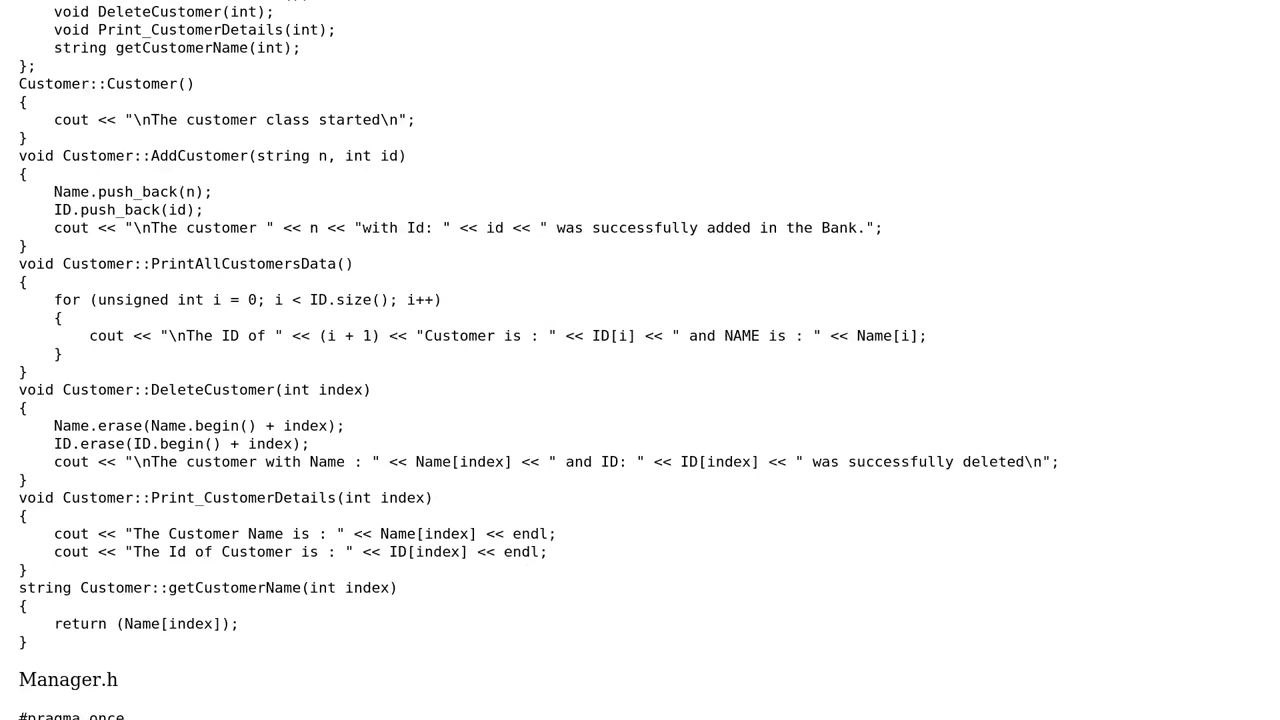 void DeleteCustomer(int);
    void Print_CustomerDetails(int);
    string getCustomerName(int);
};
Customer::Customer()
{
    cout << "\nThe customer class started\n";
}
void Customer::AddCustomer(string n, int id)
{
    Name.push_back(n);
    ID.push_back(id);
    cout << "\nThe customer " << n << "with Id: " << id << " was successfully added in the Bank.";
}
void Customer::PrintAllCustomersData()
{
    for (unsigned int i = 0; i < ID.size(); i++)
    {
        cout << "\nThe ID of " << (i + 1) << "Customer is : " << ID[i] << " and NAME is : " << Name[i];
    }
}
void Customer::DeleteCustomer(int index)
{
    Name.erase(Name.begin() + index);
    ID.erase(ID.begin() + index);
    cout << "\nThe customer with Name : " << Name[index] << " and ID: " << ID[index] << " was successfully deleted\n";
}
void Customer::Print_CustomerDetails(int index)
{
    cout << "The Customer Name is : " << Name[index] << endl;
    cout << "The Id of Customer is : " << ID[index] << endl;
}
string Customer::getCustomerName(int index)
{
    return (Name[index]);
}
Manager.h
#pragma once